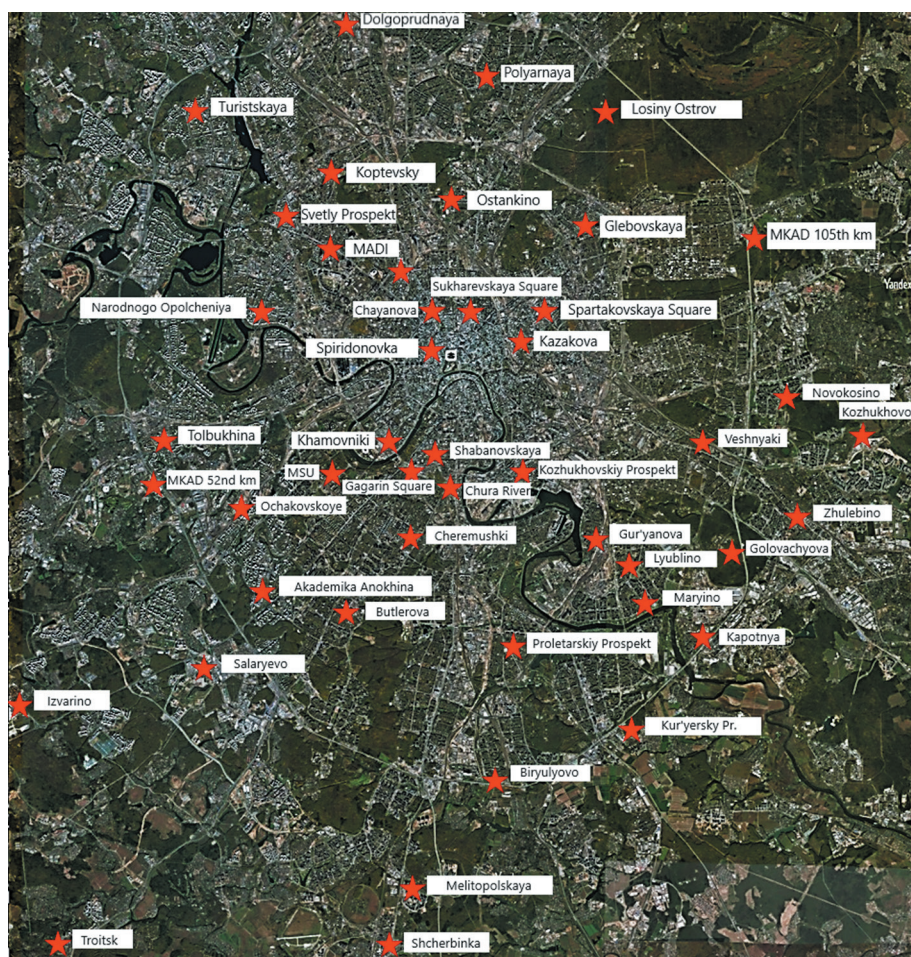 Dolgoprudnaya
Polyarnaya
Turistskaya
Losiny Ostrov
Koptevsky
Ostankino
Svetly Prospekt
Glebovskaya
MADI
MKAD 105th km
Sukharevskaya Square
Yandex
Narodnogo Opolcheniya
Chayanova
Spartakovskaya Square
Spiridonovka
Kazakova
Novokosino
Kozhukhovo
Tolbukhina
Khamovniki
Veshnyaki
Shabanovskaya
MSU
Kozhukhovskiy Prospekt
MKAD 52nd km
Gagarin Square
Chura River
Ochakovskoye
Zhulebino
Cheremushki
Gur'yanova
Golovachyova
Lyublino
Akademika Anokhina
Maryino
Butlerova
Kapotnya
Proletarskiy Prospekt
Salaryevo
Izvarino
Kur'yersky Pr.
Biryulyovo
Melitopolskaya
Troitsk
Shcherbinka